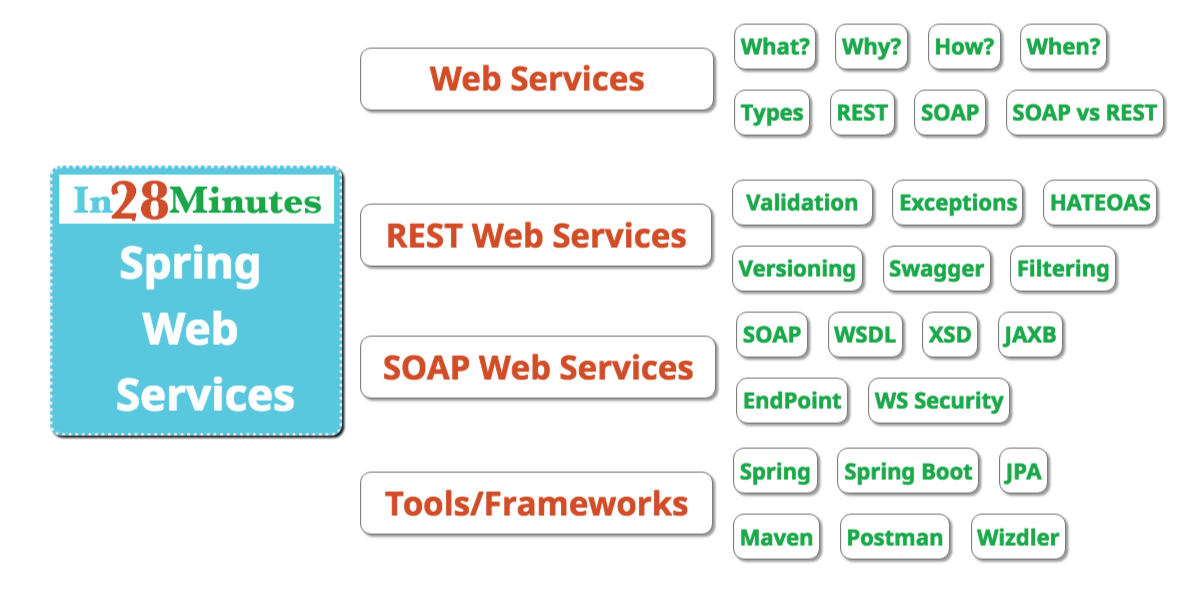 In28Minutes
Spring
Web
Services
Web Services
What? Why? How? When?
Types REST SOAP SOAP vs REST
REST Web Services
Validation Exceptions HATEOAS
Versioning Swagger Filtering
SOAP Web Services
SOAP WSDL XSD JAXB
EndPoint WS Security
Tools/Frameworks
Spring Spring Boot JPA
Maven Postman Wizdler